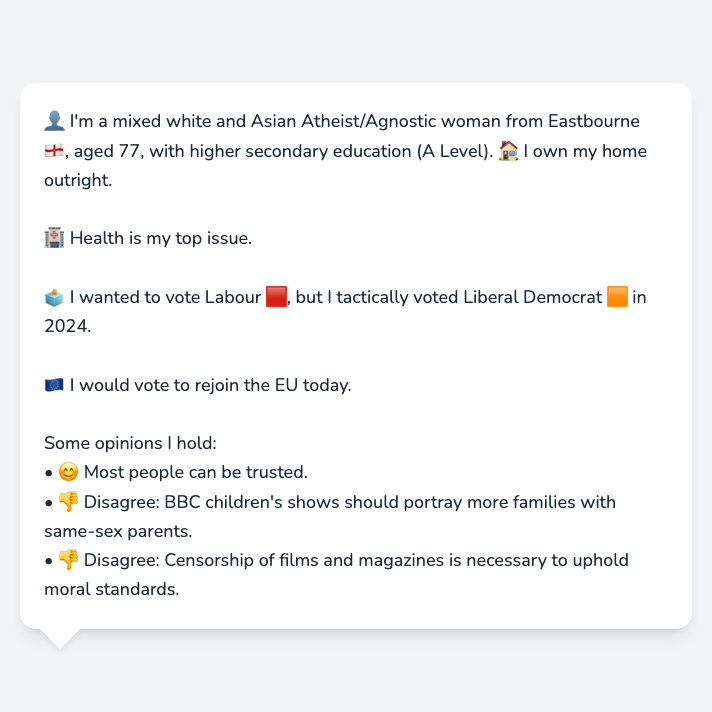 👤 I'm a mixed white and Asian Atheist/Agnostic woman from Eastbourne
🏴󠁧󠁢󠁥󠁮󠁧󠁿, aged 77, with higher secondary education (A Level). 🏠 I own my home
outright.
🏥 Health is my top issue.
🗳️ I wanted to vote Labour 🟥, but I tactically voted Liberal Democrat 🟧 in
2024.
🇪🇺 I would vote to rejoin the EU today.
Some opinions I hold:
• 😊 Most people can be trusted.
• 👎 Disagree: BBC children's shows should portray more families with
same-sex parents.
• 👎 Disagree: Censorship of films and magazines is necessary to uphold
moral standards.